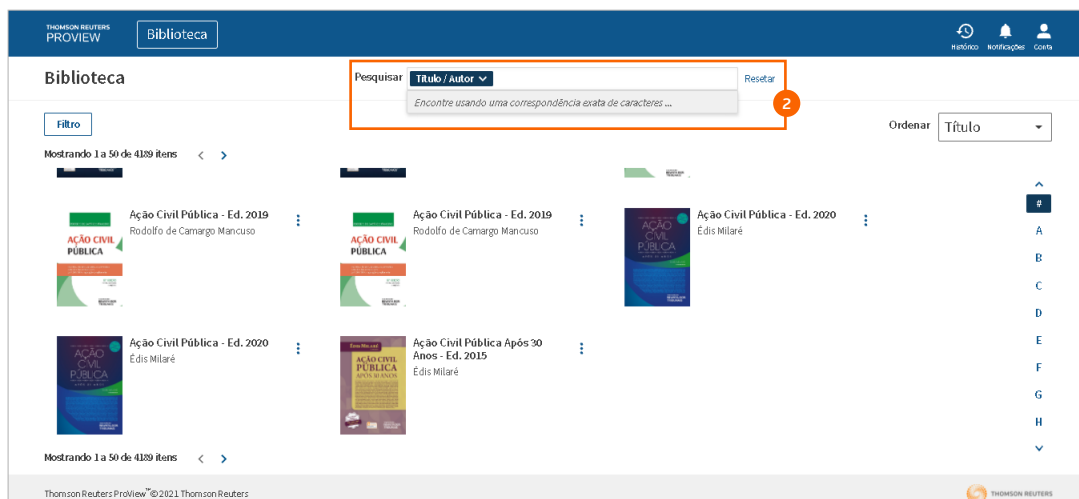 THOMSON REUTERS
PROVIEW
Biblioteca
Histórico
Notificações
Conta
Biblioteca
Pesquisar
Título / Autor
Resetar
Encontre usando uma correspondência exata de caracteres ...
2
Filtro
Ordenar
Título
Mostrando 1 a 50 de 4189 itens
#
A
B
C
D
E
F
G
H
AÇÃO CIVIL
PÚBLICA
Ação Civil Pública - Ed. 2019
Rodolfo de Camargo Mancuso
AÇÃO CIVIL
PÚBLICA
Ação Civil Pública - Ed. 2019
Rodolfo de Camargo Mancuso
AÇÃO
CIVIL
PÚBLICA
Ação Civil Pública - Ed. 2020
Édis Milaré
AÇÃO
CIVIL
PÚBLICA
Ação Civil Pública - Ed. 2020
Édis Milaré
AÇÃO CIVIL
PÚBLICA
APÓS 30 ANOS
Ação Civil Pública Após 30
Anos - Ed. 2015
Édis Milaré
Mostrando 1 a 50 de 4189 itens
Thomson Reuters ProView™©2021 Thomson Reuters
THOMSON REUTERS